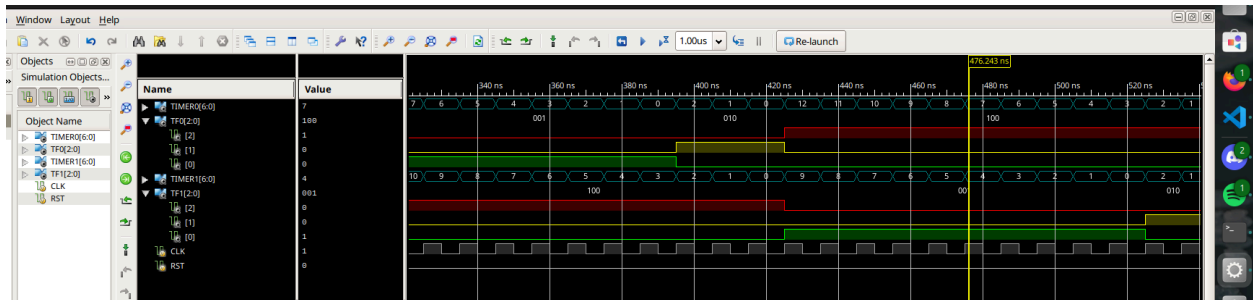 Window Layout Help
1.00us Re-launch
Objects
Simulation Objects...
Object Name
TIMER0[6:0]
TF0[2:0]
TIMER1[6:0]
TF1[2:0]
CLK
RST
Name Value
TIMER0[6:0] 7
TF0[2:0] 100
[2] 1
[1] 0
[0] 0
TIMER1[6:0] 4
TF1[2:0] 001
[2] 0
[1] 0
[0] 1
CLK 1
RST 0
476.243 ns
340 ns 360 ns 380 ns 400 ns 420 ns 440 ns 460 ns 480 ns 500 ns 520 ns
7 6 5 4 3 2 1 0 2 1 0 12 11 10 9 8 7 6 5 4 3 2 1
001 010 100
10 9 8 7 6 5 4 3 2 1 0 9 8 7 6 5 4 3 2 1 0 2 1
100 001 010
1
2
1